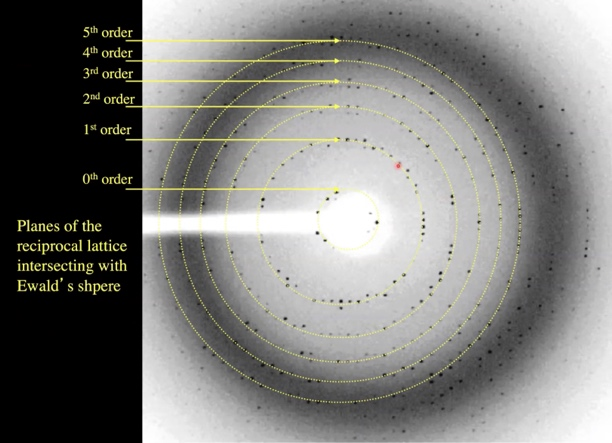 5th order
4th order
3rd order
2nd order
1st order
0th order
Planes of the
reciprocal lattice
intersecting with
Ewald's shpere